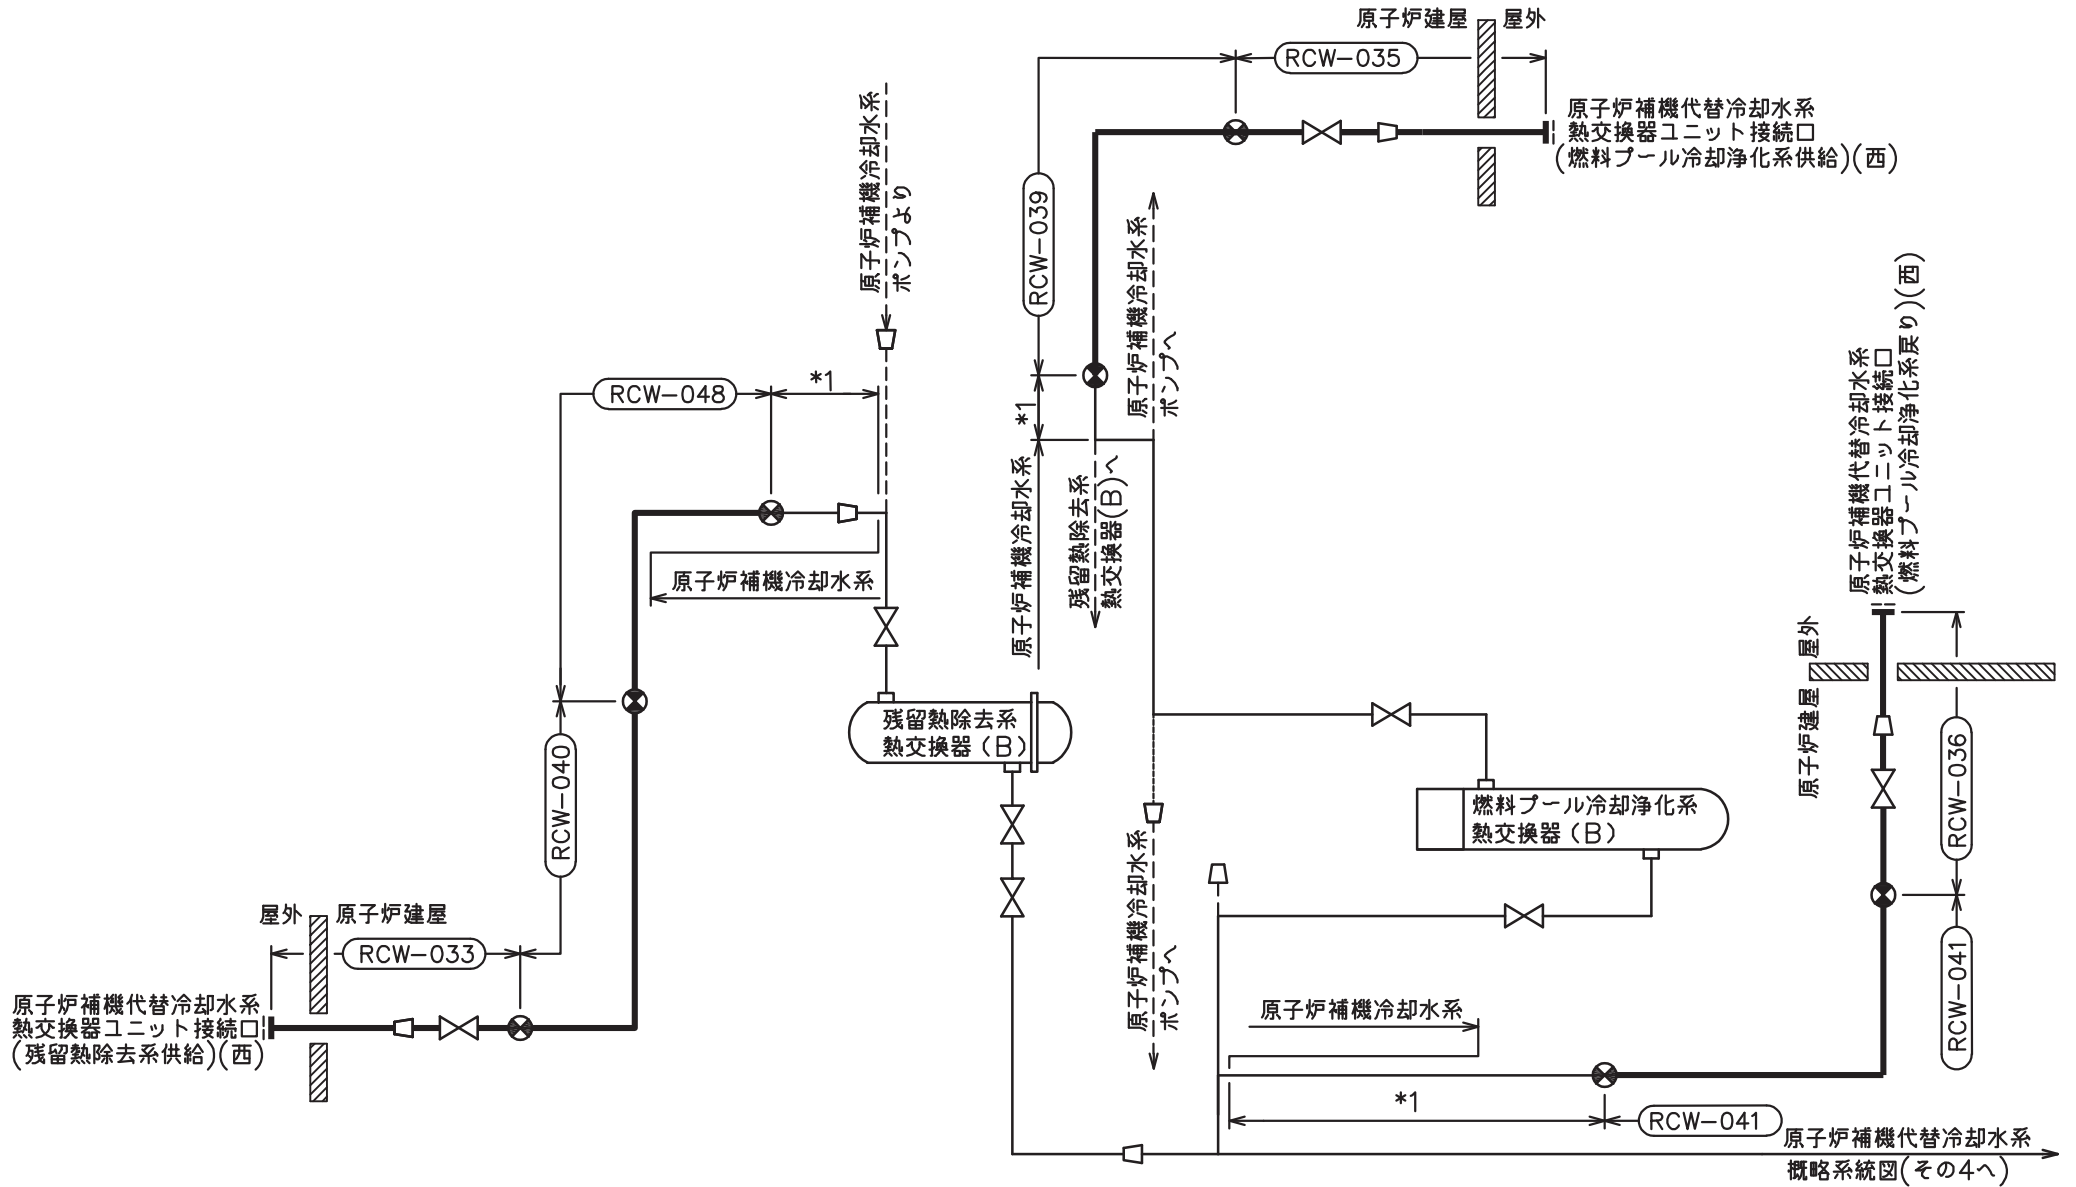 原子炉建屋
屋外
RCW-035
原子炉補機代替冷却水系
熱交換器ユニット接続口
(燃料プール冷却浄化系供給)(西)
原子炉補機冷却水系
ポンプより
RCW-039
原子炉補機冷却水系
ポンプへ
RCW-048
*1
*1
原子炉補機冷却水系
残留熱除去系
熱交換器(B)へ
原子炉補機代替冷却水系
熱交換器ユニット接続口
(燃料プール冷却浄化系戻り)(西)
原子炉補機冷却水系
屋外
原子炉建屋
RCW-036
残留熱除去系
熱交換器(B)
RCW-040
燃料プール冷却浄化系
熱交換器(B)
原子炉補機冷却水系
ポンプへ
屋外
原子炉建屋
RCW-033
原子炉補機代替冷却水系
熱交換器ユニット接続口
(残留熱除去系供給)(西)
RCW-041
原子炉補機冷却水系
*1
RCW-041
原子炉補機代替冷却水系
概略系統図(その4へ)